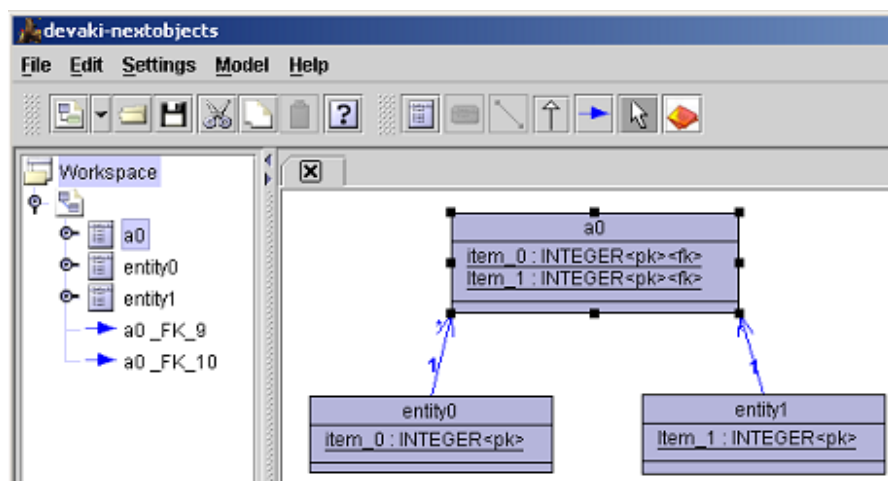 devaki-nextobjects
File Edit Settings Model Help
Workspace
a0
entity0
entity1
a0 _FK_9
a0 _FK_10
a0
item_0 : INTEGER<pk><fk>
Item_1 : INTEGER<pk><fk>
*
1
1
entity0
item_0 : INTEGER<pk>
entity1
Item_1 : INTEGER<pk>